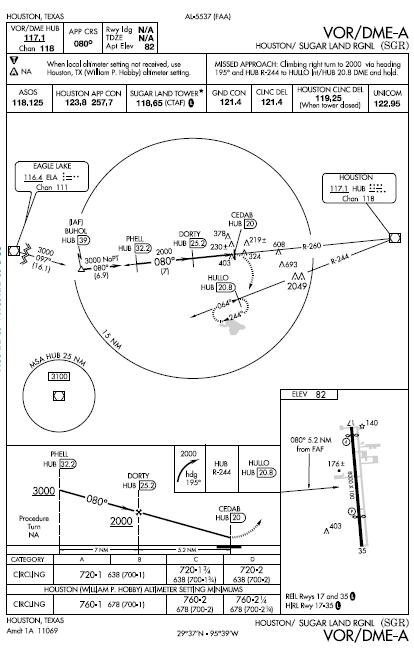 HOUSTON, TEXAS
AL-5537 (FAA)
VOR/DME HUB
117.1
Chan 118
APP CRS
080°
Rwy ldg N/A
TDZE N/A
Apt Elev 82
VOR/DME-A
HOUSTON/ SUGAR LAND RGNL (SGR)
NA
When local altimeter setting not received, use
Houston, TX (William P. Hobby) altimeter setting.
MISSED APPROACH: Climbing right turn to 2000 via heading
195° and HUB R-244 to HULLO Int/HUB 20.8 DME and hold.
ASOS
118.125
HOUSTON APP CON
123.8 257.7
SUGAR LAND TOWER*
118.65 (CTAF) L
GND CON
121.4
CLNC DEL
121.4
HOUSTON CLNC DEL
119.25
(When tower closed)
UNICOM
122.95
EAGLE LAKE
116.4 ELA
Chan 111
HOUSTON
117.1 HUB
Chan 118
3000
097°
(16.1)
(IAF)
BUHOL
HUB 39
3000 NoPT
080°
(6.9)
PHELL
HUB 32.2
2000
080°
(7)
DORTY
HUB 25.2
CEDAB
HUB 20
378
230±
219±
324
403
608
693
2049
R-260
R-244
HULLO
HUB 20.8
064°
244°
15 NM
MSA HUB 25 NM
3100
ELEV 82
17
140
080° 5.2 NM
from FAF
176±
8000 X 100
403
35
REIL Rwys 17 and 35 L
HIRL Rwy 17-35 L
PHELL
HUB 32.2
3000
080°
DORTY
HUB 25.2
2000
CEDAB
HUB 20
Procedure
Turn
NA
7 NM
5.2 NM
2000
hdg
195°
HUB
R-244
HULLO
HUB 20.8
CATEGORY A B C D
CIRCLING 720-1 638 (700-1) 720-1¾ 638 (700-1¾) 720-2 638 (700-2)
HOUSTON (WILLIAM P. HOBBY) ALTIMETER SETTING MINIMUMS
CIRCLING 760-1 678 (700-1) 760-2 678 (700-2) 760-2¼ 678 (700-2¼)
HOUSTON, TEXAS
Amdt 1A 11069
29°37'N - 95°39'W
HOUSTON/ SUGAR LAND RGNL (SGR)
VOR/DME-A